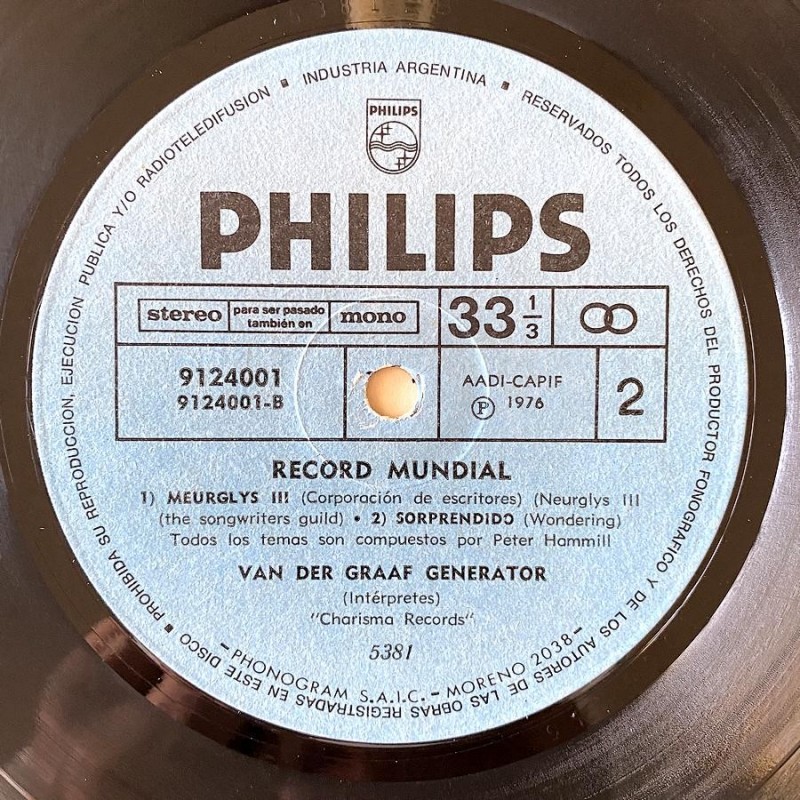 PROHIBIDA SU REPRODUCCION, EJECUCION PUBLICA Y/O RADIOTELEDIFUSION ▪ INDUSTRIA ARGENTINA ▪ RESERVADOS TODOS LOS DERECHOS DEL PRODUCTOR FONOGRAFICO Y DE LOS AUTORES DE LAS OBRAS REGISTRADAS EN ESTE DISCO ▪
PHILIPS
PHILIPS
stereo para ser pasado también en mono
33 1/3
9124001
9124001-B
AADI-CAPIF
Ⓟ 1976
2
RECORD MUNDIAL
1) MEURGLYS III (Corporación de escritores) (Neurglys III
(the songwriters guild) • 2) SORPRENDIDO (Wondering)
Todos los temas son compuestos por Peter Hammill
VAN DER GRAAF GENERATOR
(Intérpretes)
"Charisma Records"
5381
- PHONOGRAM S.A.I.C. - MORENO 2038 -